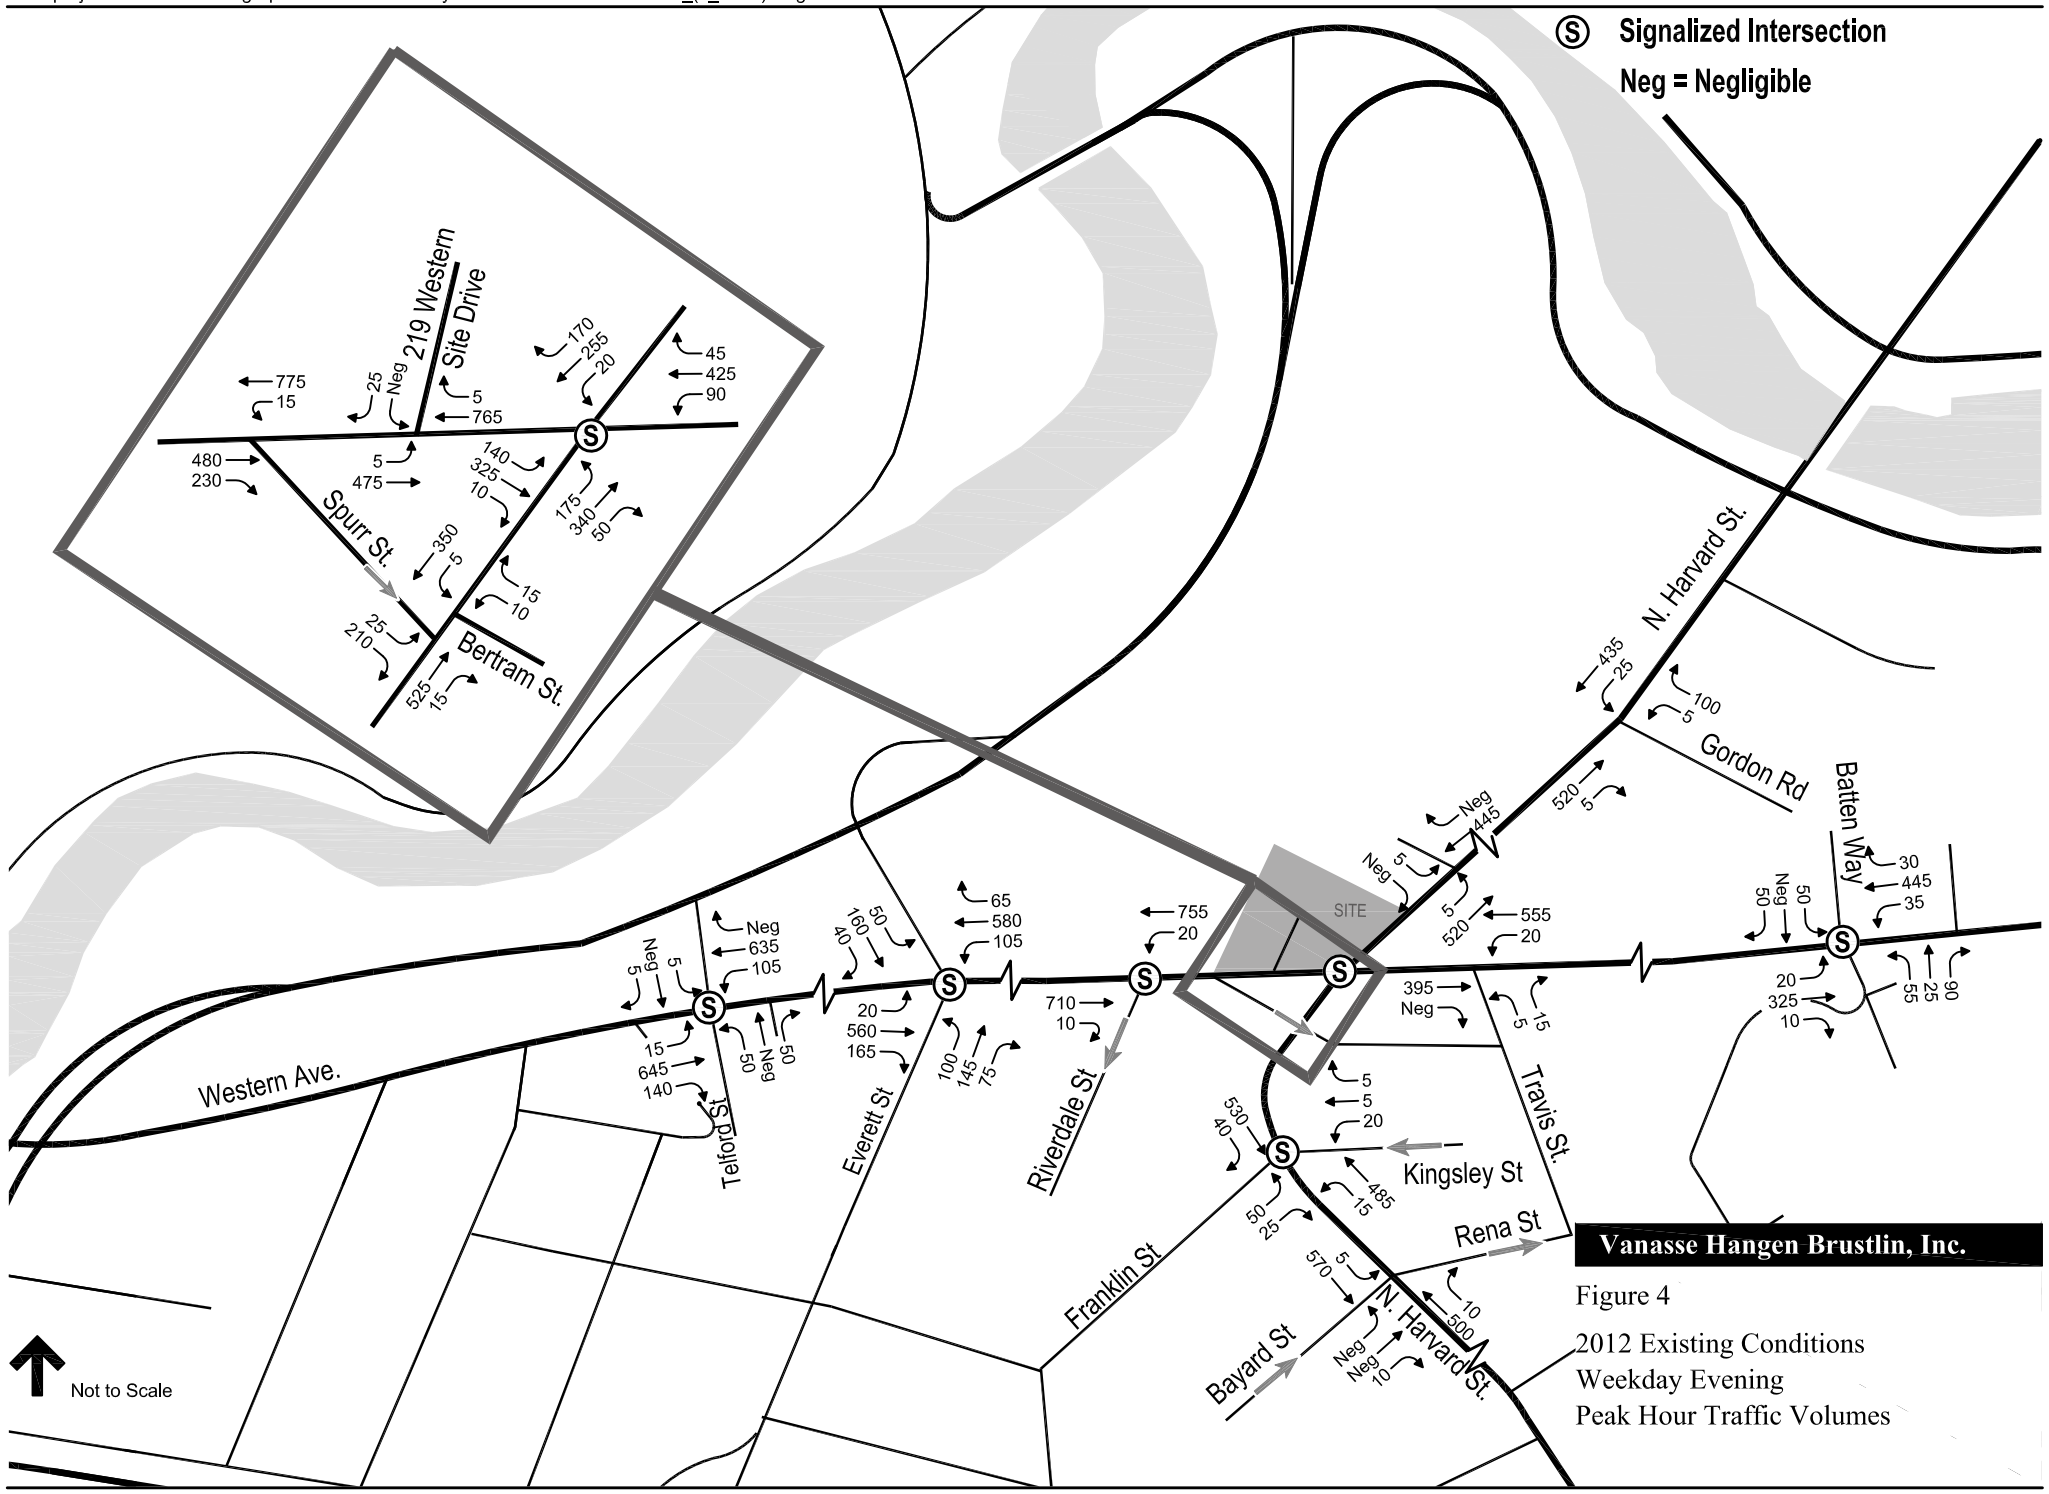 S Signalized Intersection
Neg = Negligible
219 Western
Site Drive
170
255
20
45
425
90
775
15
25
Neg
5
765
480
230
5
475
140
325
10
175
340
50
Spurr St.
350
5
15
10
25
210
Bertram St.
525
15
S
N. Harvard St.
435
25
100
5
Gordon Rd
520
5
Batten Way
Neg
445
5
Neg
SITE
5
520
555
20
395
Neg
5
15
50
Neg
50
30
445
35
S
20
325
10
55
25
90
755
20
S
710
10
Riverdale St
S
65
580
105
50
160
40
S
20
560
165
100
145
75
Everett St
Neg
635
105
5
Neg
5
S
15
645
140
50
Neg
50
Telford St
Western Ave.
Travis St.
5
5
20
530
40
S
Kingsley St
485
15
50
25
Franklin St
Rena St
5
570
10
500
N. Harvard St.
Neg
Neg
10
Bayard St
Not to Scale
Vanasse Hangen Brustlin, Inc.
Figure 4
2012 Existing Conditions
Weekday Evening
Peak Hour Traffic Volumes